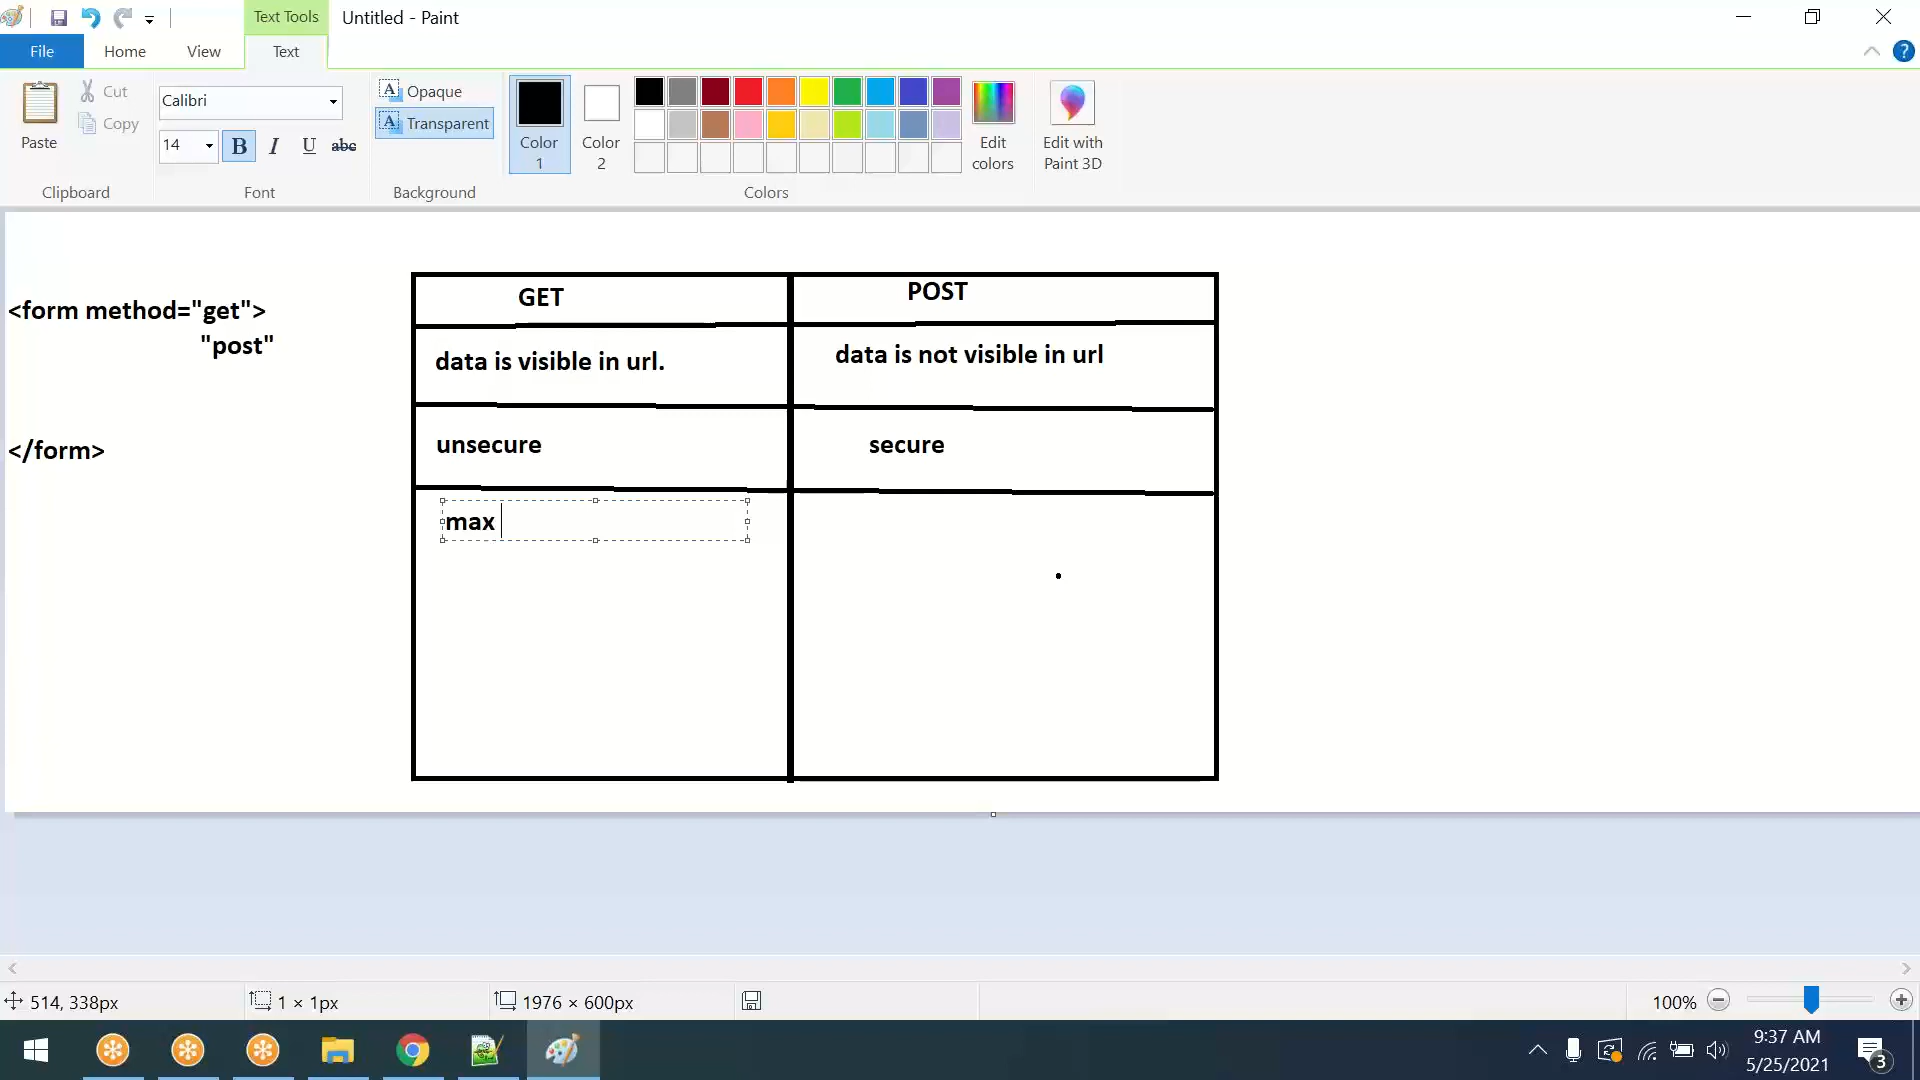 Text Tools
Untitled - Paint
File
Home
View
Text
Paste
Cut
Copy
Clipboard
Calibri
14
B I U abc
Font
Opaque
Transparent
Background
Color 1
Color 2
Colors
Edit colors
Edit with Paint 3D
<form method="get">
"post"
</form>
GET
POST
data is visible in url.
data is not visible in url
unsecure
secure
max
514, 338px
1 × 1px
1976 × 600px
100%
9:37 AM
5/25/2021
3